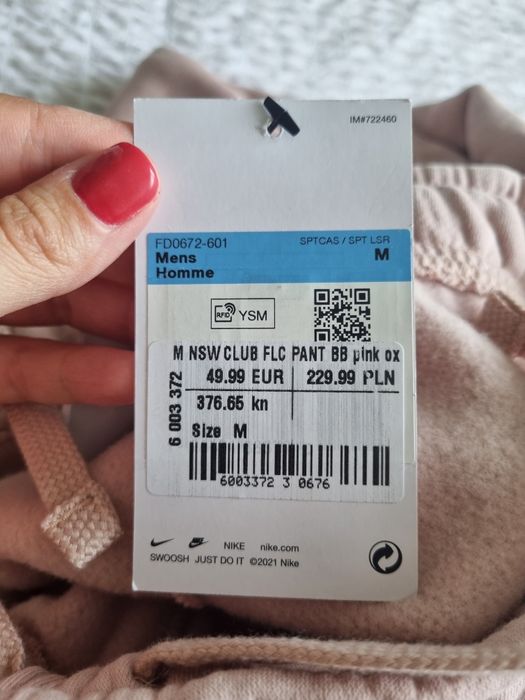 IM#722460
FD0672-601 SPTCAS / SPT LSR
Mens M
Homme
RFID YSM
M NSW CLUB FLC PANT BB pink ox
49.99 EUR 229.99 PLN
376.65 kn
6 003 372
Size M
6003372 3 0676
NIKE nike.com
SWOOSH JUST DO IT ©2021 Nike